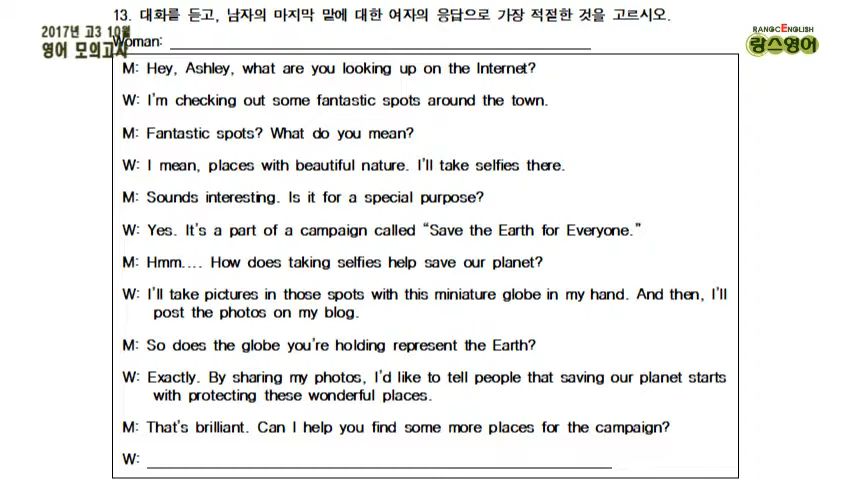 13. 대화를 듣고, 남자의 마지막 말에 대한 여자의 응답으로 가장 적절한 것을 고르시오.
2017년 고3 10월
영어 모의고사
Woman:
RANGCENGLISH
랑스영어
M: Hey, Ashley, what are you looking up on the Internet?
W: I'm checking out some fantastic spots around the town.
M: Fantastic spots? What do you mean?
W: I mean, places with beautiful nature. I'll take selfies there.
M: Sounds interesting. Is it for a special purpose?
W: Yes. It's a part of a campaign called “Save the Earth for Everyone.”
M: Hmm.... How does taking selfies help save our planet?
W: I'll take pictures in those spots with this miniature globe in my hand. And then, I'll
post the photos on my blog.
M: So does the globe you're holding represent the Earth?
W: Exactly. By sharing my photos, I'd like to tell people that saving our planet starts
with protecting these wonderful places.
M: That's brilliant. Can I help you find some more places for the campaign?
W: